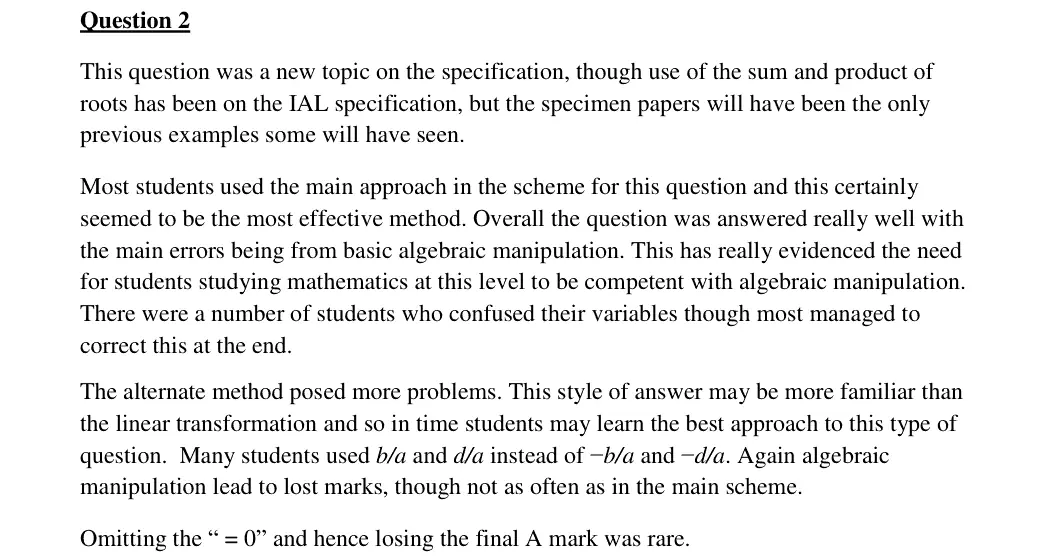 Question 2
This question was a new topic on the specification, though use of the sum and product of
roots has been on the IAL specification, but the specimen papers will have been the only
previous examples some will have seen.
Most students used the main approach in the scheme for this question and this certainly
seemed to be the most effective method. Overall the question was answered really well with
the main errors being from basic algebraic manipulation. This has really evidenced the need
for students studying mathematics at this level to be competent with algebraic manipulation.
There were a number of students who confused their variables though most managed to
correct this at the end.
The alternate method posed more problems. This style of answer may be more familiar than
the linear transformation and so in time students may learn the best approach to this type of
question.  Many students used b/a and d/a instead of −b/a and −d/a. Again algebraic
manipulation lead to lost marks, though not as often as in the main scheme.
Omitting the “ = 0” and hence losing the final A mark was rare.